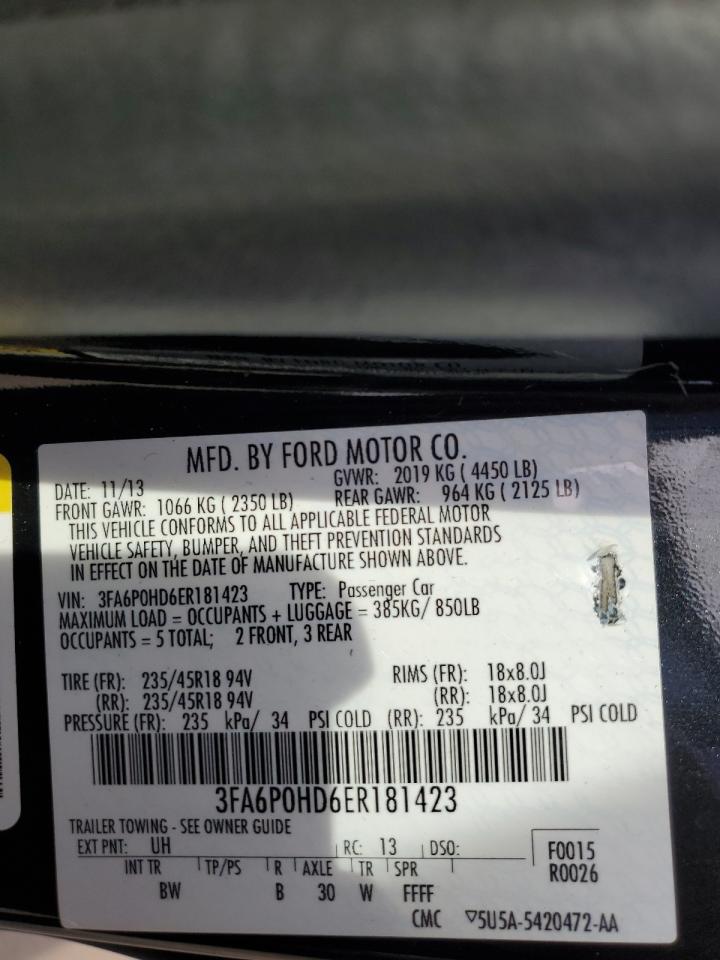 MFD. BY FORD MOTOR CO.
DATE: 11/13 GVWR: 2019 KG ( 4450 LB)
FRONT GAWR: 1066 KG ( 2350 LB) REAR GAWR: 964 KG ( 2125 LB)
THIS VEHICLE CONFORMS TO ALL APPLICABLE FEDERAL MOTOR
VEHICLE SAFETY, BUMPER, AND THEFT PREVENTION STANDARDS
IN EFFECT ON THE DATE OF MANUFACTURE SHOWN ABOVE.
VIN: 3FA6P0HD6ER181423 TYPE: Passenger Car
MAXIMUM LOAD = OCCUPANTS + LUGGAGE = 385KG/ 850LB
OCCUPANTS = 5 TOTAL; 2 FRONT, 3 REAR
TIRE (FR): 235/45R18 94V RIMS (FR): 18x8.0J
(RR): 235/45R18 94V (RR): 18x8.0J
PRESSURE (FR): 235 kPa/ 34 PSI COLD (RR): 235 kPa/ 34 PSI COLD
3FA6P0HD6ER181423
TRAILER TOWING - SEE OWNER GUIDE
EXT PNT: UH RC: 13 DSO: F0015
INT TR TP/PS R AXLE TR SPR R0026
BW B 30 W FFFF
CMC ▽5U5A-5420472-AA